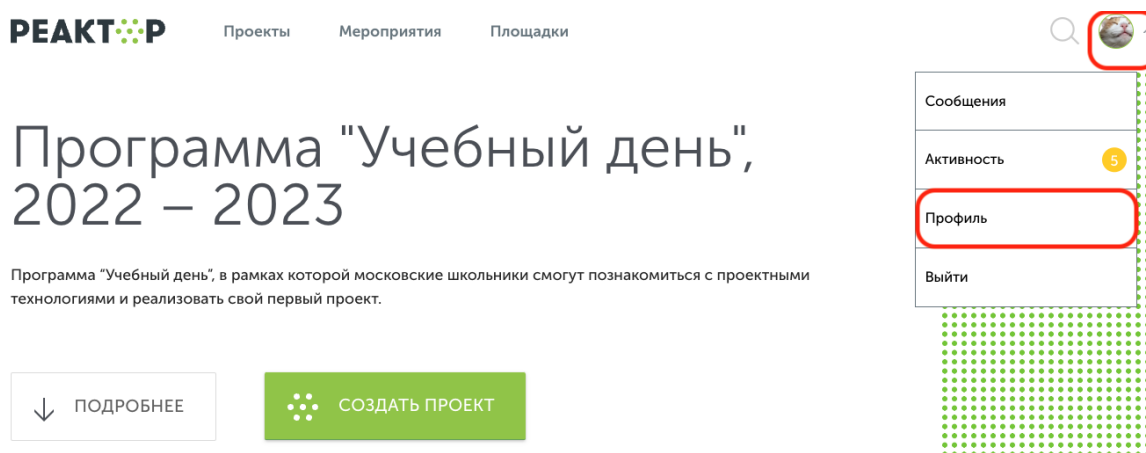 РЕАКТОР
Проекты
Мероприятия
Площадки
Сообщения
Активность
5
Профиль
Выйти
Программа "Учебный день",
2022 – 2023
Программа “Учебный день”, в рамках которой московские школьники смогут познакомиться с проектными
технологиями и реализовать свой первый проект.
ПОДРОБНЕЕ
СОЗДАТЬ ПРОЕКТ